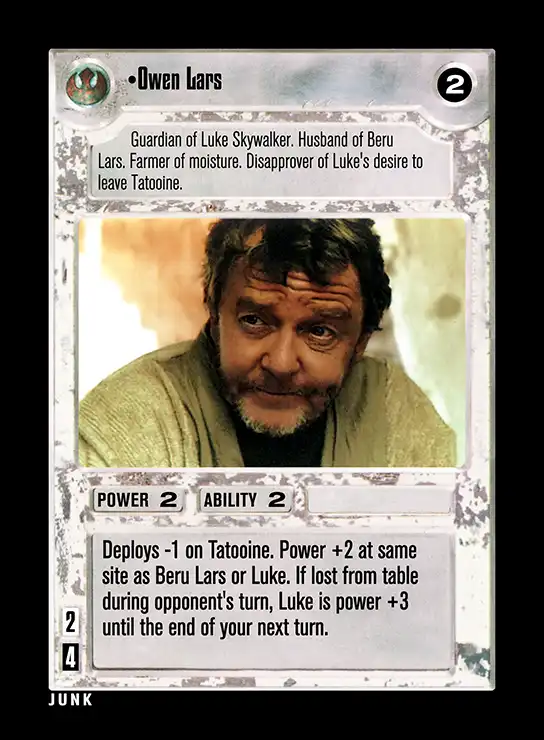 •Owen Lars
2
Guardian of Luke Skywalker. Husband of Beru
Lars. Farmer of moisture. Disapprover of Luke's desire to
leave Tatooine.
POWER 2
ABILITY 2
Deploys -1 on Tatooine. Power +2 at same
site as Beru Lars or Luke. If lost from table
during opponent's turn, Luke is power +3
until the end of your next turn.
2
4
JUNK